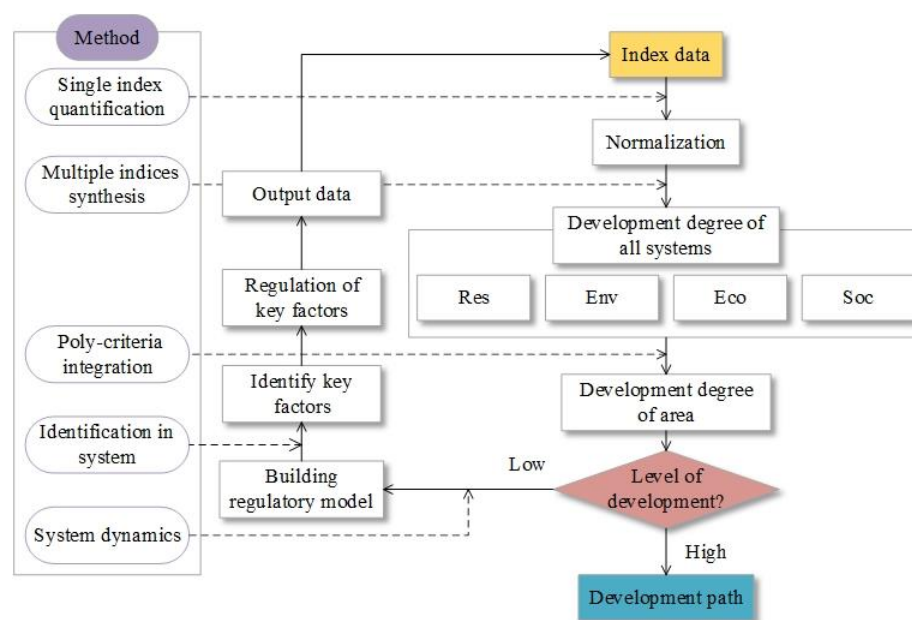 Method
Single index
quantification
Multiple indices
synthesis
Poly-criteria
integration
Identification in
system
System dynamics
Output data
Regulation of
key factors
Identify key
factors
Building
regulatory model
Index data
Normalization
Development degree of
all systems
Res
Env
Eco
Soc
Development degree
of area
Level of
development?
Low
High
Development path